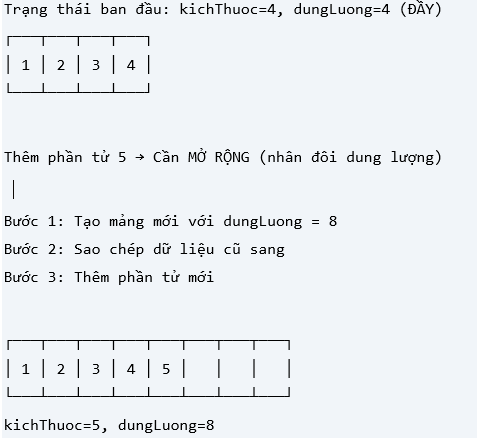 Trạng thái ban đầu: kichThuoc=4, dungLuong=4 (ĐẦY)
┌───┬───┬───┬───┐
│ 1 │ 2 │ 3 │ 4 │
└───┴───┴───┴───┘
Thêm phần tử 5 → Cần MỞ RỘNG (nhân đôi dung lượng)
│
Bước 1: Tạo mảng mới với dungLuong = 8
Bước 2: Sao chép dữ liệu cũ sang
Bước 3: Thêm phần tử mới
┌───┬───┬───┬───┬───┬───┬───┬───┐
│ 1 │ 2 │ 3 │ 4 │ 5 │   │   │   │
└───┴───┴───┴───┴───┴───┴───┴───┘
kichThuoc=5, dungLuong=8